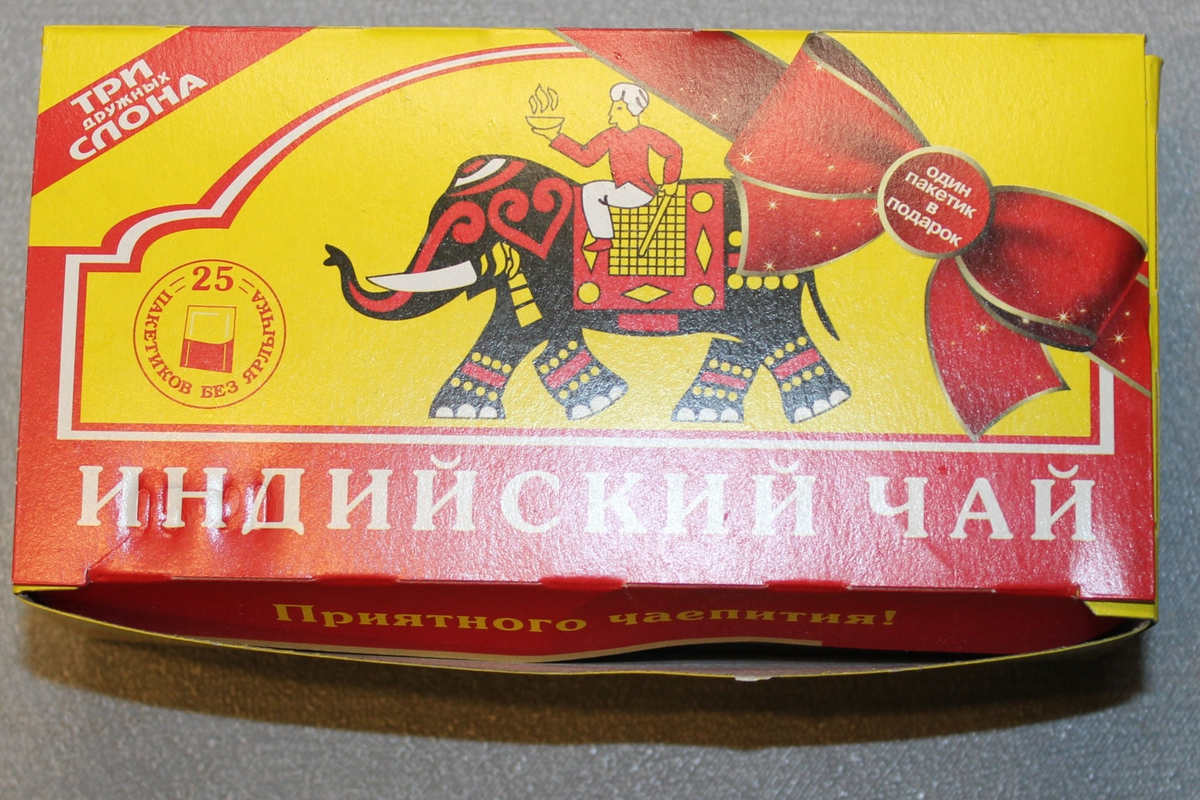 ТРИ
ДРУЖНЫХ
СЛОНА
один
пакетик
в
подарок
25
ПАКЕТИКОВ БЕЗ ЯРЛЫЧКА
ИНДИЙСКИЙ ЧАЙ
Приятного чаепития!